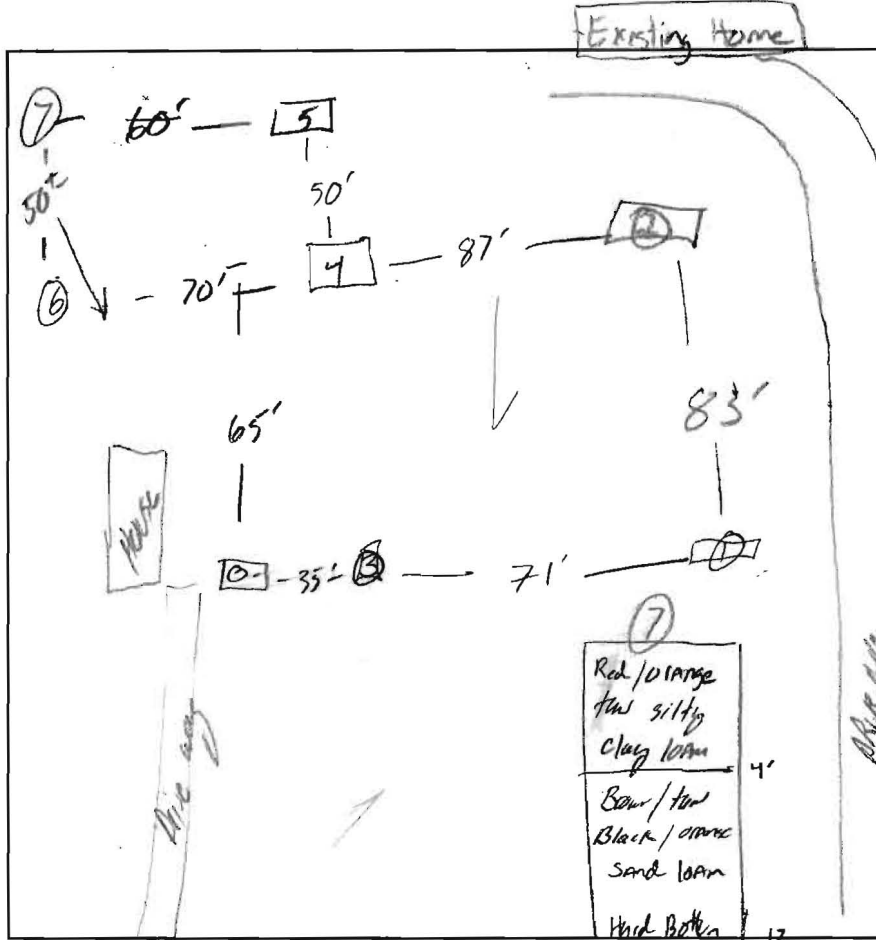 Existing Home
7 60' 5
50'
50'
2
6 70' 4 87'
65'
83'
House
0 35' 3 71' 1
7
Red/orange
tan silty
clay loam
4'
Brown/tan
Black/orange
Sand loam
Hard Bottom
12
Drive way